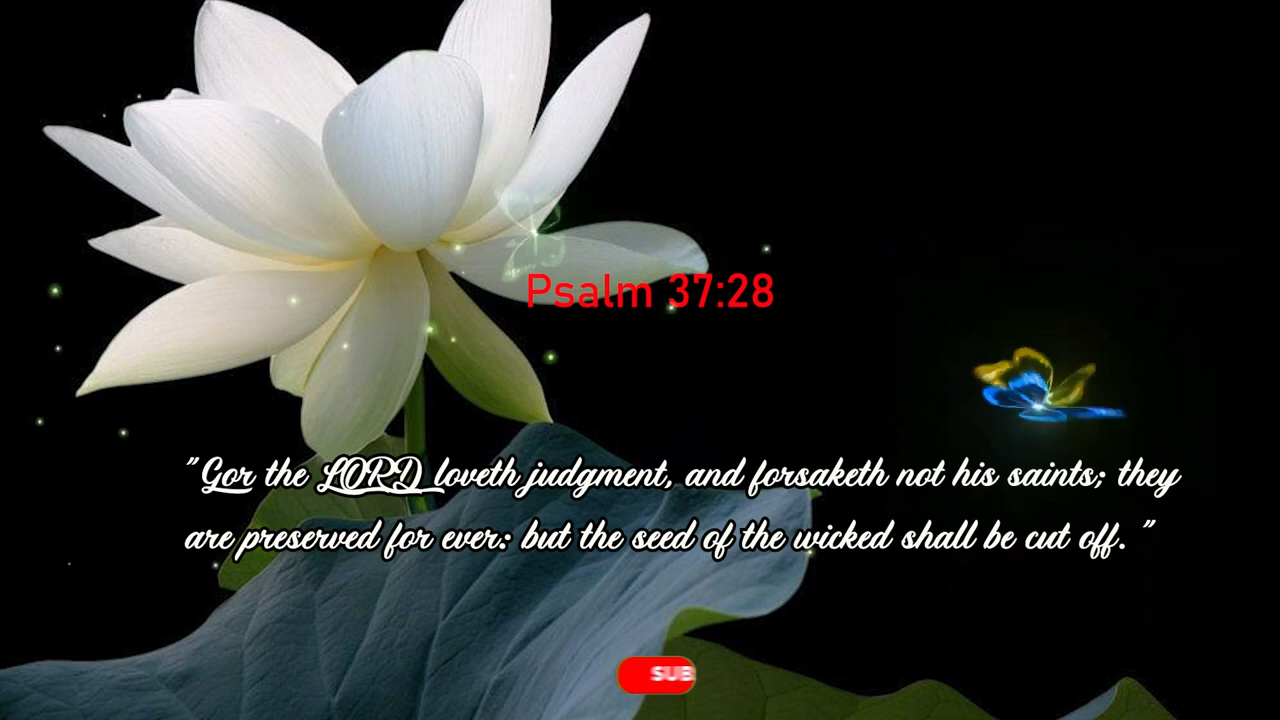 Psalm 37:28
"Gor the LORD loveth judgment, and forsaketh not his saints; they
are preserved for ever: but the seed of the wicked shall be cut off. "
SUB